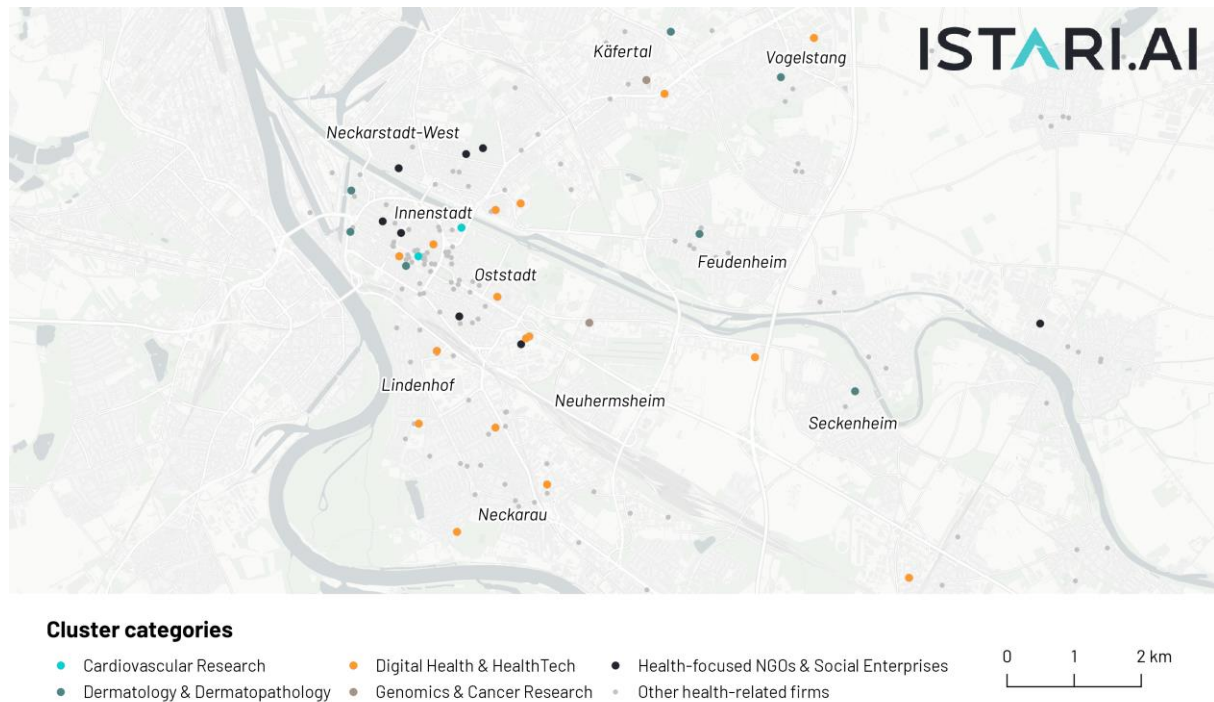 ISTARI.AI
Käfertal
Vogelstang
Neckarstadt-West
Innenstadt
Feudenheim
Oststadt
Lindenhof
Neuhermsheim
Seckenheim
Neckarau
Cluster categories
Cardiovascular Research
Digital Health & HealthTech
Health-focused NGOs & Social Enterprises
Dermatology & Dermatopathology
Genomics & Cancer Research
Other health-related firms
0 1 2 km